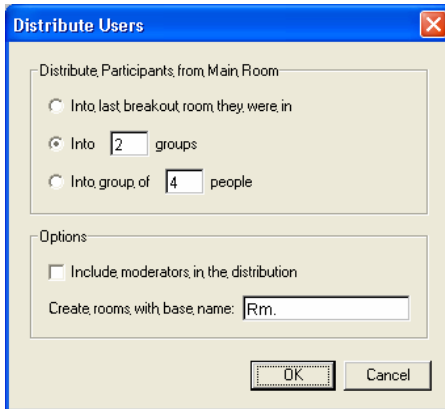 Distribute Users
Distribute Participants from Main Room
Into last breakout room they were in
Into 2 groups
Into group of 4 people
Options
Include moderators in the distribution
Create rooms with base name: Rm.
OK Cancel